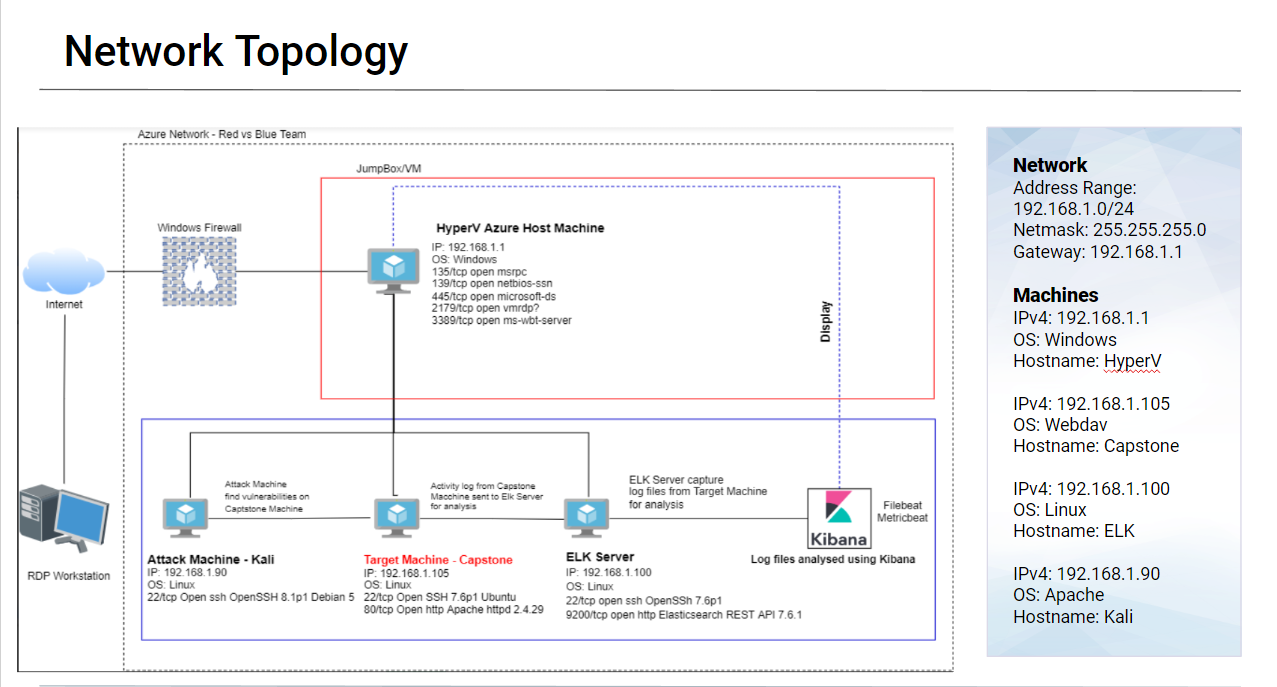 Network Topology
Azure Network - Red vs Blue Team
JumpBox/VM
Windows Firewall
Internet
RDP Workstation
HyperV Azure Host Machine
IP: 192.168.1.1
OS: Windows
135/tcp open msrpc
139/tcp open netbios-ssn
445/tcp open microsoft-ds
2179/tcp open vmrdp?
3389/tcp open ms-wbt-server
Display
Attack Machine
find vulnerabilities on
Captstone Machine
Activity log from Capstone
Macchine sent to Elk Server
for analysis
ELK Server capture
log files from Target Machine
for analysis
Kibana
Filebeat
Metricbeat
Log files analysed using Kibana
Attack Machine - Kali
IP: 192.168.1.90
OS: Linux
22/tcp Open ssh OpenSSH 8.1p1 Debian 5
Target Machine - Capstone
IP: 192.168.1.105
OS: Linux
22/tcp Open SSH 7.6p1 Ubuntu
80/tcp Open http Apache httpd 2.4.29
ELK Server
IP: 192.168.1.100
OS: Linux
22/tcp open ssh OpenSSh 7.6p1
9200/tcp open http Elasticsearch REST API 7.6.1
Network
Address Range:
192.168.1.0/24
Netmask: 255.255.255.0
Gateway: 192.168.1.1
Machines
IPv4: 192.168.1.1
OS: Windows
Hostname: HyperV
IPv4: 192.168.1.105
OS: Webdav
Hostname: Capstone
IPv4: 192.168.1.100
OS: Linux
Hostname: ELK
IPv4: 192.168.1.90
OS: Apache
Hostname: Kali